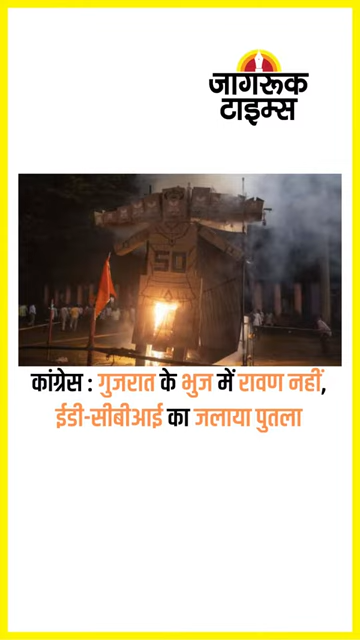 जागरूक
टाइम्स
50
कांग्रेस : गुजरात के भुज में रावण नहीं,
ईडी-सीबीआई का जलाया पुतला